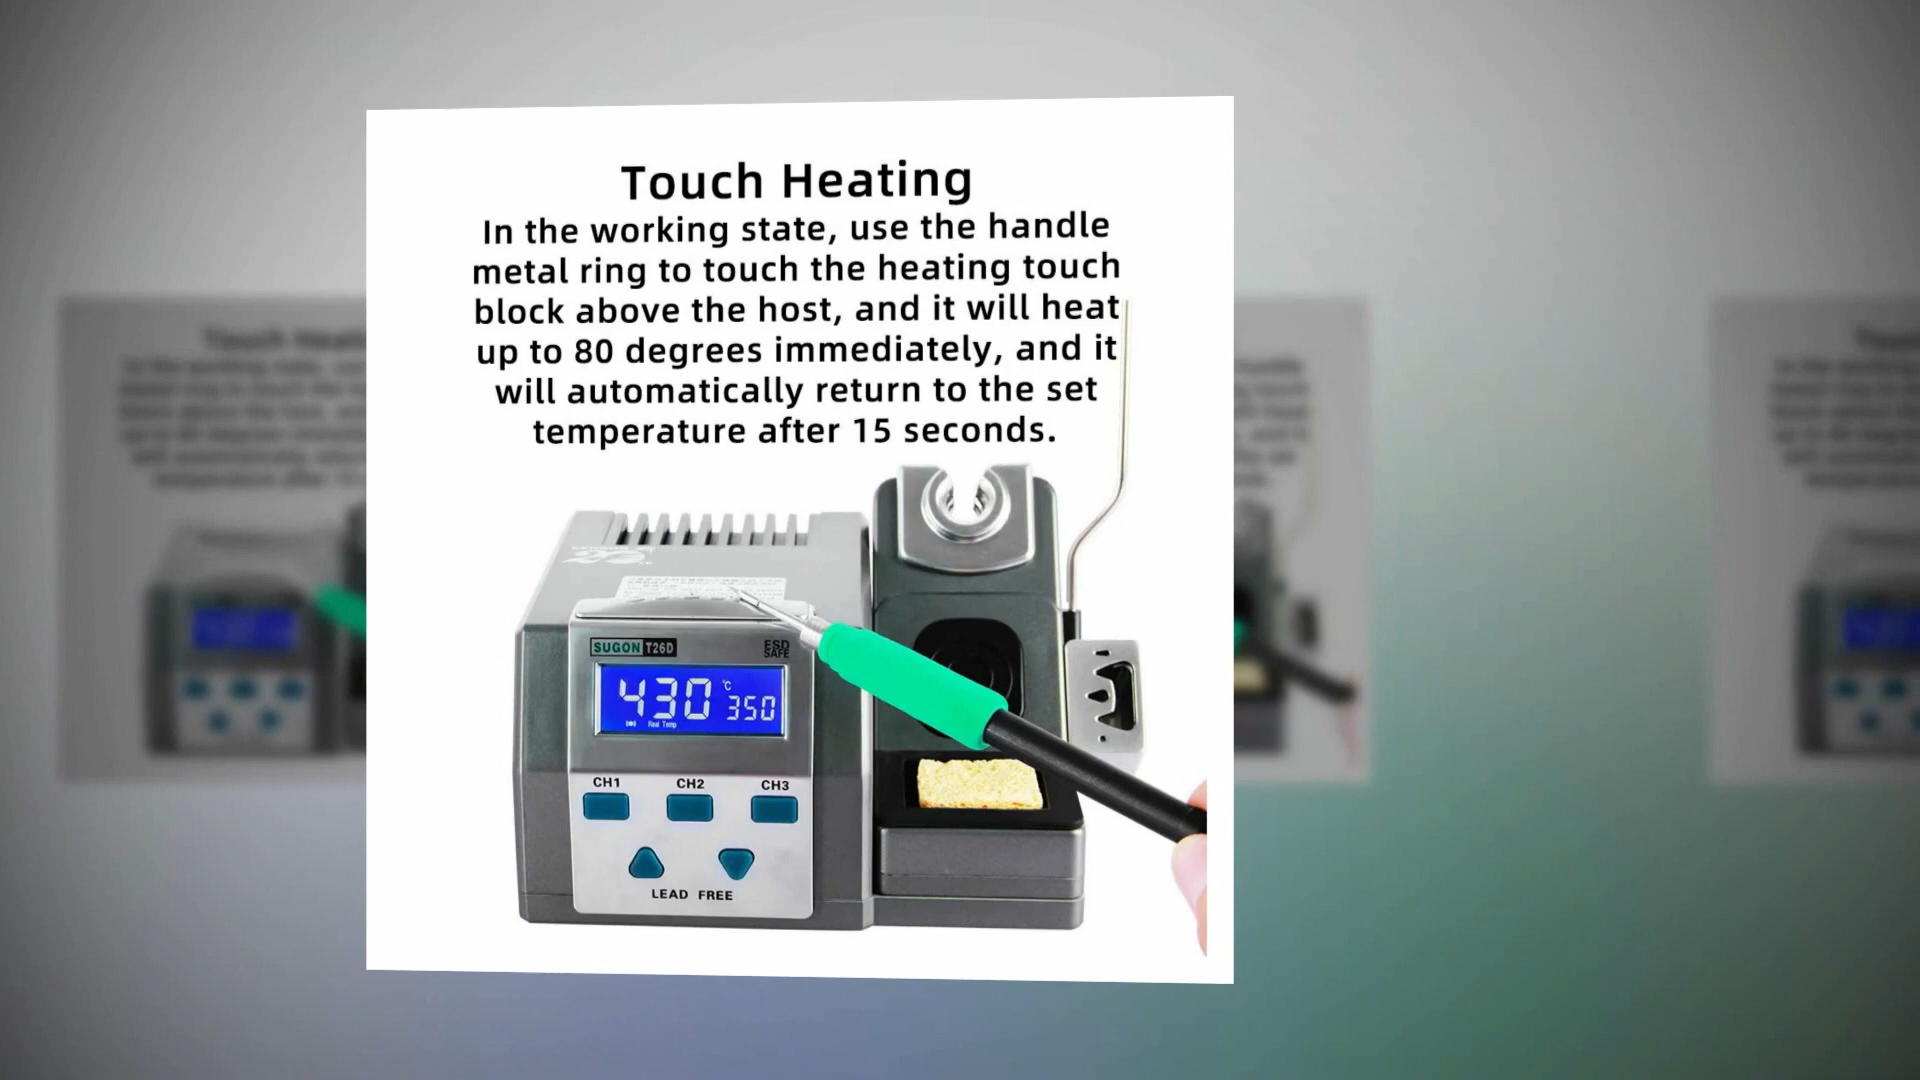 Touch Heating
In the working state, use the handle
metal ring to touch the heating touch
block above the host, and it will heat
up to 80 degrees immediately, and it
will automatically return to the set
temperature after 15 seconds.
SUGON T26D
ESD
SAFE
430 °C 350
Real Temp
CH1 CH2 CH3
LEAD FREE